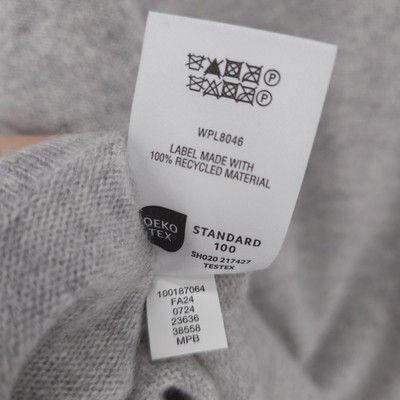 WPL8046
LABEL MADE WITH
100% RECYCLED MATERIAL
OEKO
TEX®
STANDARD
100
SH020 217427
TESTEX
100187064
FA24
0724
23636
38558
MPB